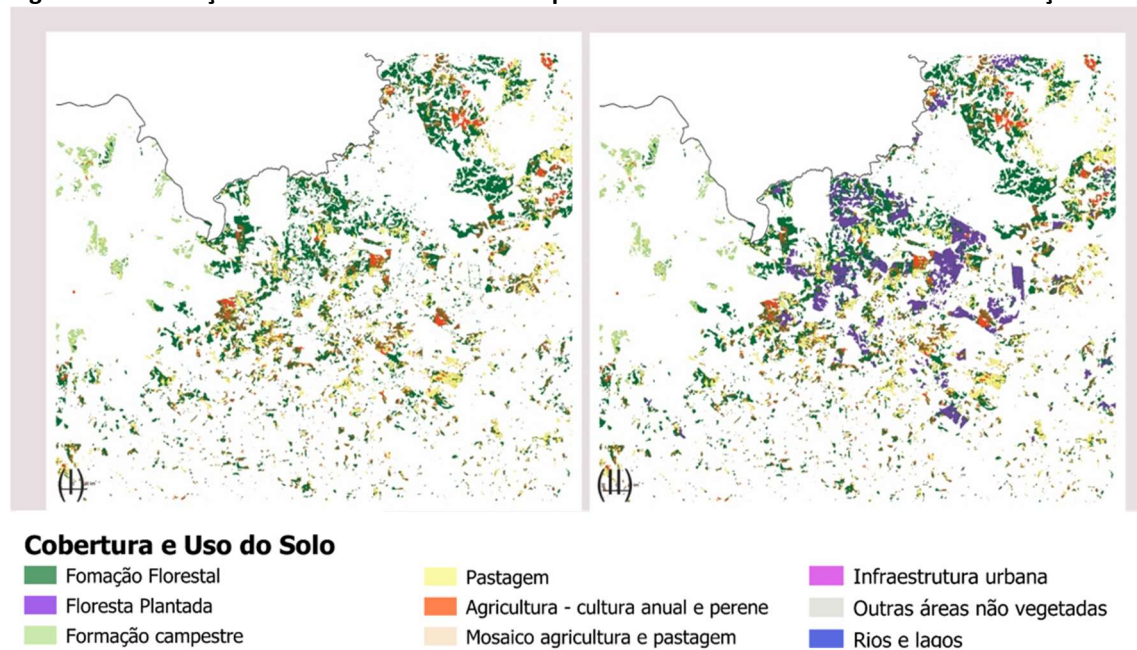 (I)
(II)
Cobertura e Uso do Solo
Fomação Florestal
Floresta Plantada
Formação campestre
Pastagem
Agricultura - cultura anual e perene
Mosaico agricultura e pastagem
Infraestrutura urbana
Outras áreas não vegetadas
Rios e lagos